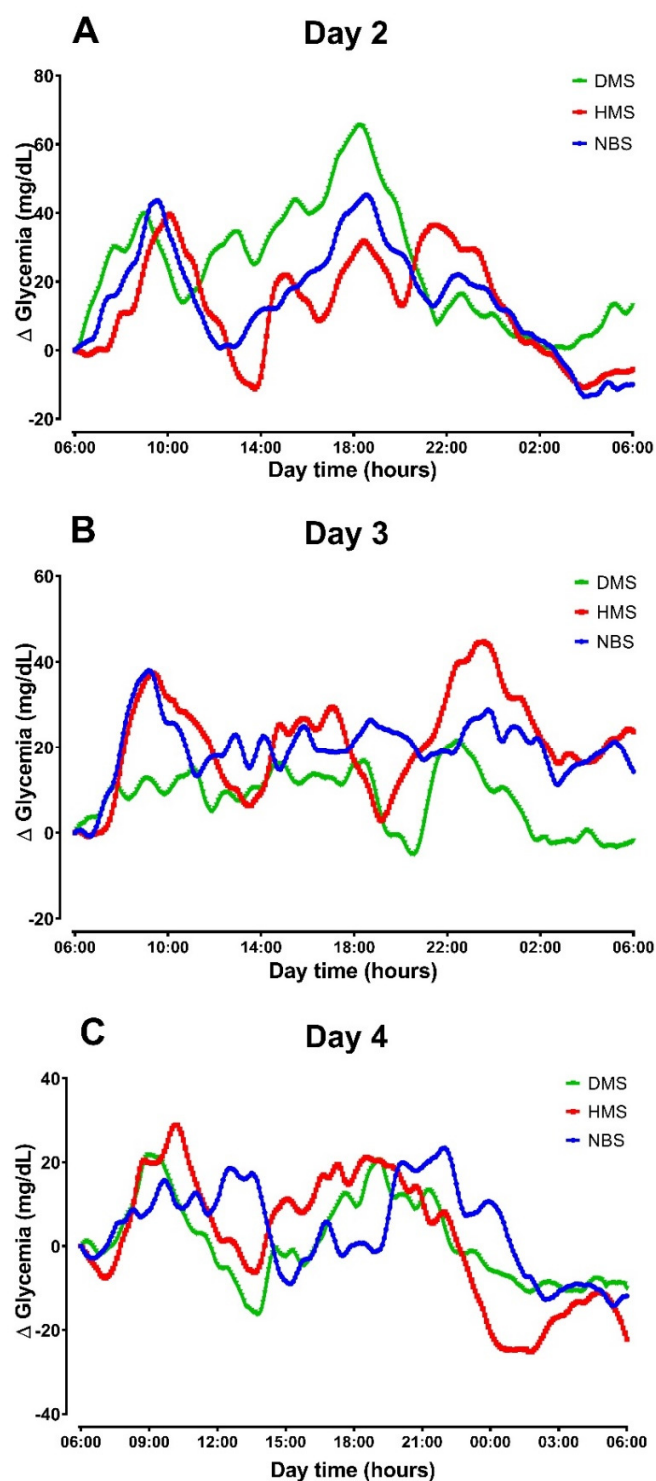 A Day 2
80
60
40
20
0
-20
Δ Glycemia (mg/dL)
DMS
HMS
NBS
06:00 10:00 14:00 18:00 22:00 02:00 06:00
Day time (hours)
B Day 3
60
40
20
0
-20
Δ Glycemia (mg/dL)
DMS
HMS
NBS
06:00 10:00 14:00 18:00 22:00 02:00 06:00
Day time (hours)
C Day 4
40
20
0
-20
-40
Δ Glycemia (mg/dL)
DMS
HMS
NBS
06:00 09:00 12:00 15:00 18:00 21:00 00:00 03:00 06:00
Day time (hours)